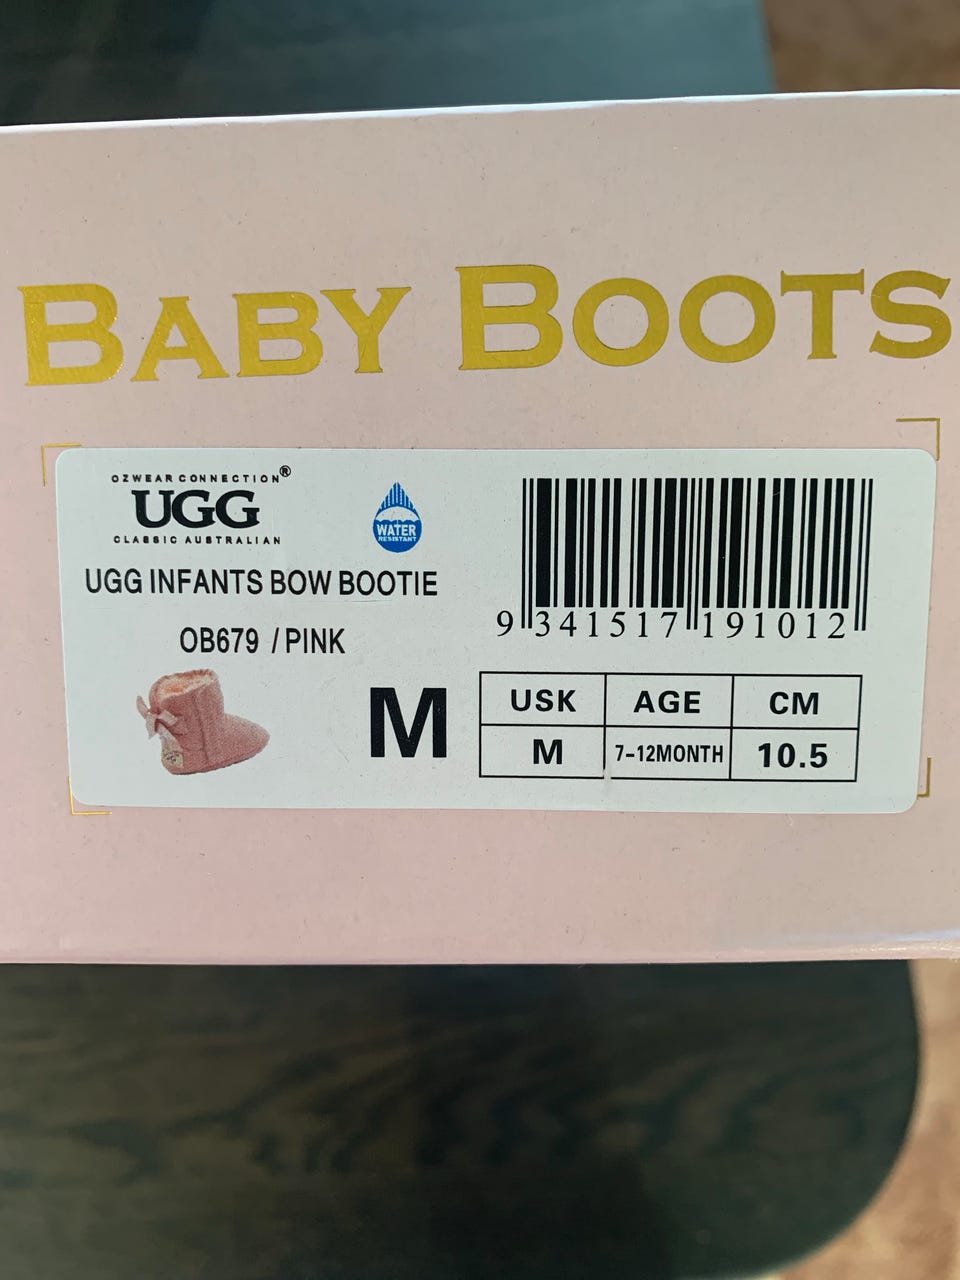 BABY BOOTS
OZWEAR CONNECTION®
UGG
CLASSIC AUSTRALIAN
WATER
RESISTANT
UGG INFANTS BOW BOOTIE
OB679 / PINK
M
9 341517 191012
USK AGE CM
M 7-12MONTH 10.5